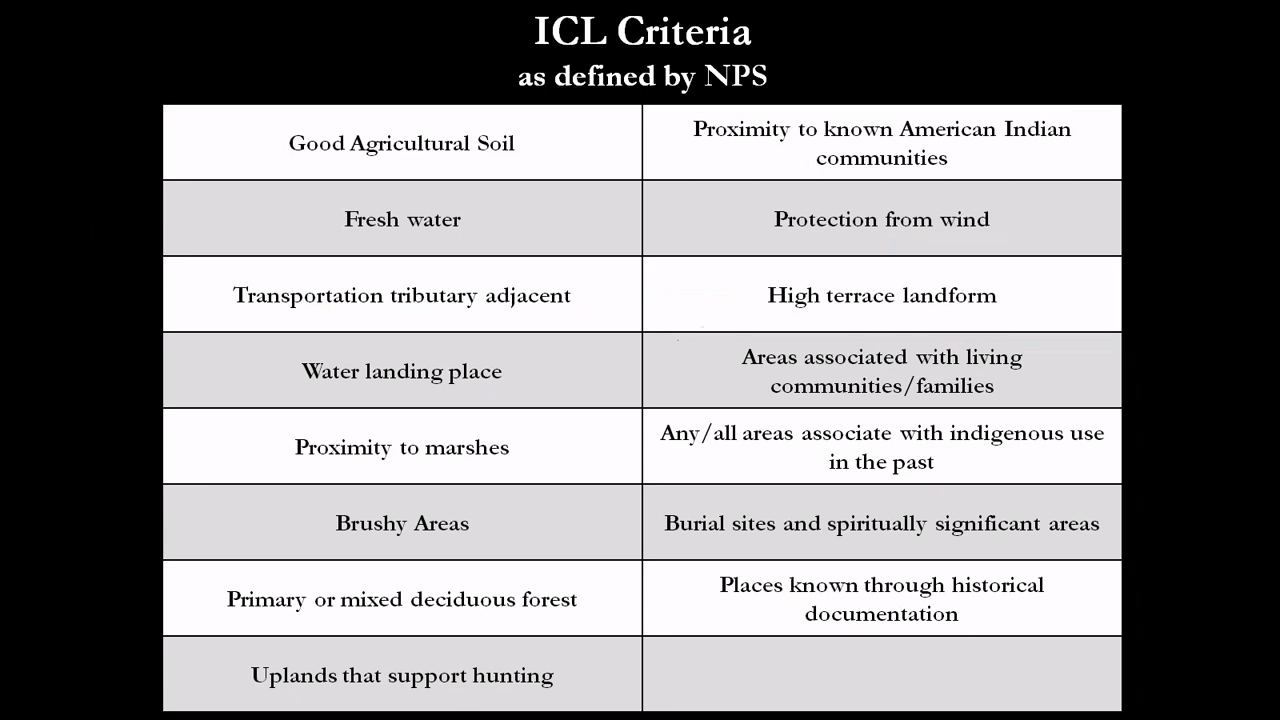 ICL Criteria
as defined by NPS
Good Agricultural Soil
Proximity to known American Indian
communities
Fresh water
Protection from wind
Transportation tributary adjacent
High terrace landform
Water landing place
Areas associated with living
communities/families
Proximity to marshes
Any/all areas associate with indigenous use
in the past
Brushy Areas
Burial sites and spiritually significant areas
Primary or mixed deciduous forest
Places known through historical
documentation
Uplands that support hunting